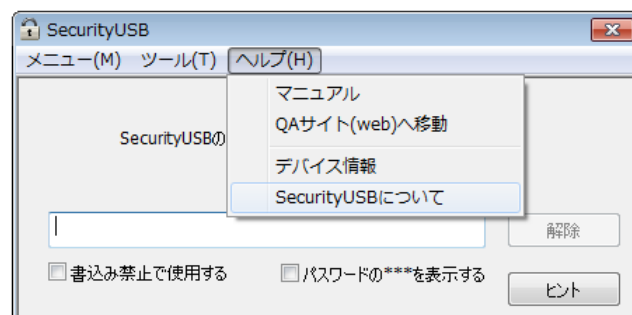 SecurityUSB
メニュー(M) ツール(T) ヘルプ(H)
マニュアル
QAサイト(web)へ移動
SecurityUSBの
デバイス情報
SecurityUSBについて
解除
書込み禁止で使用する パスワードの***を表示する
ヒント